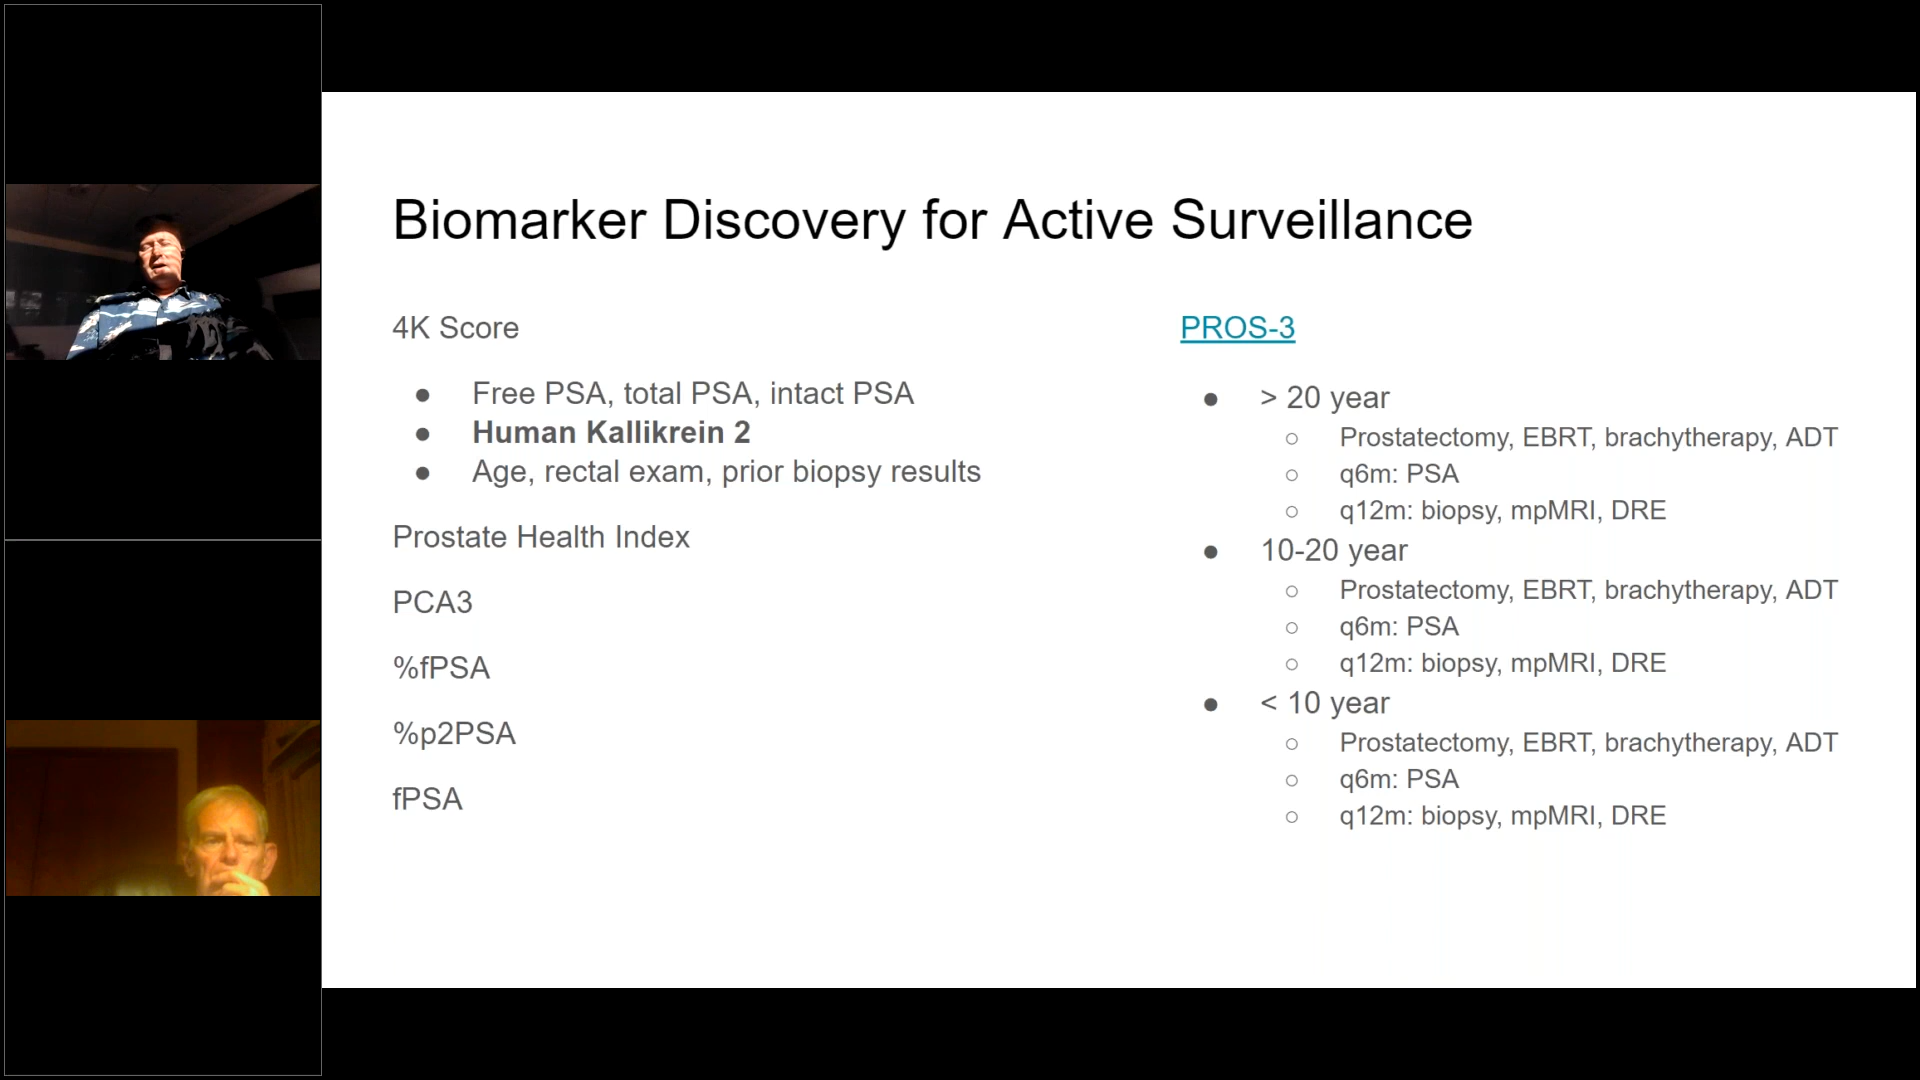 Biomarker Discovery for Active Surveillance
4K Score
● Free PSA, total PSA, intact PSA
● Human Kallikrein 2
● Age, rectal exam, prior biopsy results
Prostate Health Index
PCA3
%fPSA
%p2PSA
fPSA
PROS-3
● > 20 year
○ Prostatectomy, EBRT, brachytherapy, ADT
○ q6m: PSA
○ q12m: biopsy, mpMRI, DRE
● 10-20 year
○ Prostatectomy, EBRT, brachytherapy, ADT
○ q6m: PSA
○ q12m: biopsy, mpMRI, DRE
● < 10 year
○ Prostatectomy, EBRT, brachytherapy, ADT
○ q6m: PSA
○ q12m: biopsy, mpMRI, DRE